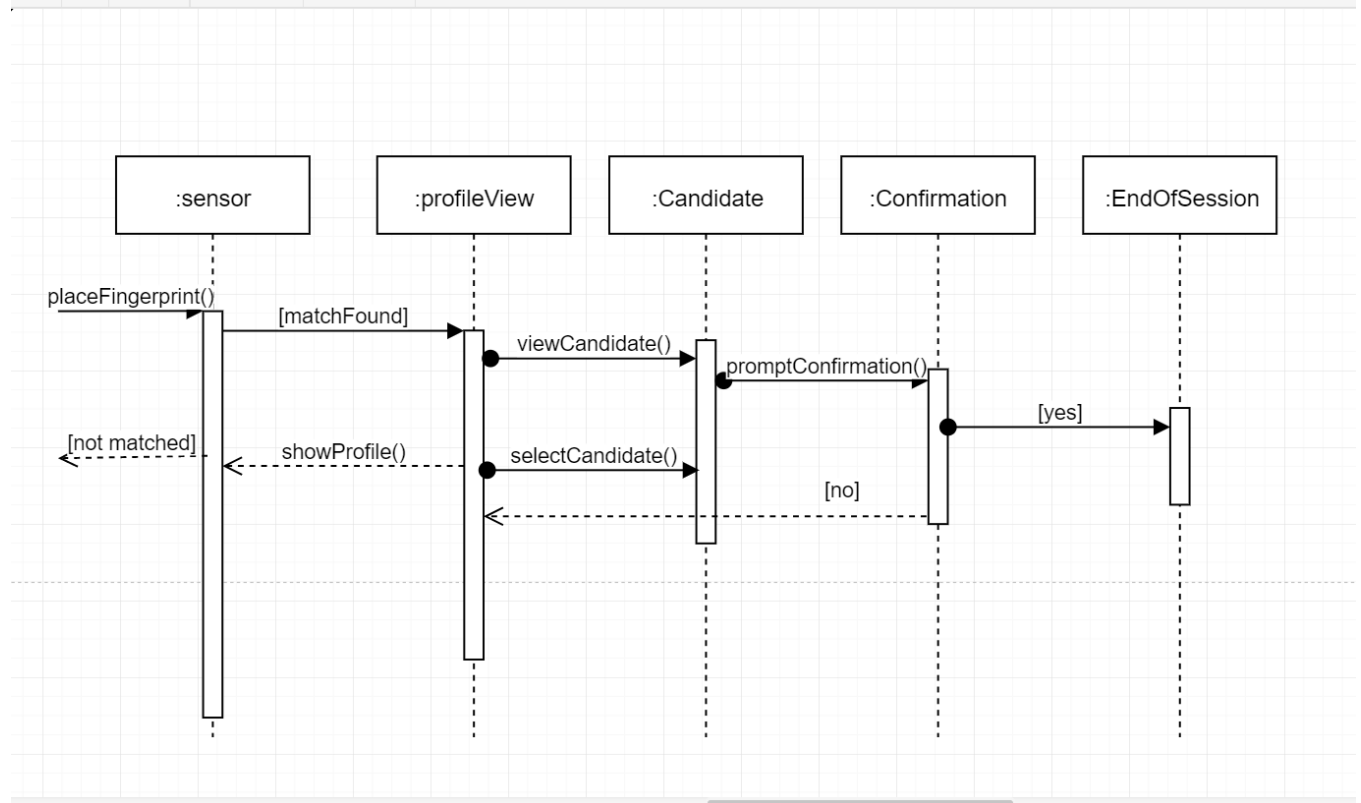 :sensor
:profileView
:Candidate
:Confirmation
:EndOfSession
placeFingerprint()
[matchFound]
viewCandidate()
promptConfirmation()
[yes]
[not matched]
showProfile()
selectCandidate()
[no]